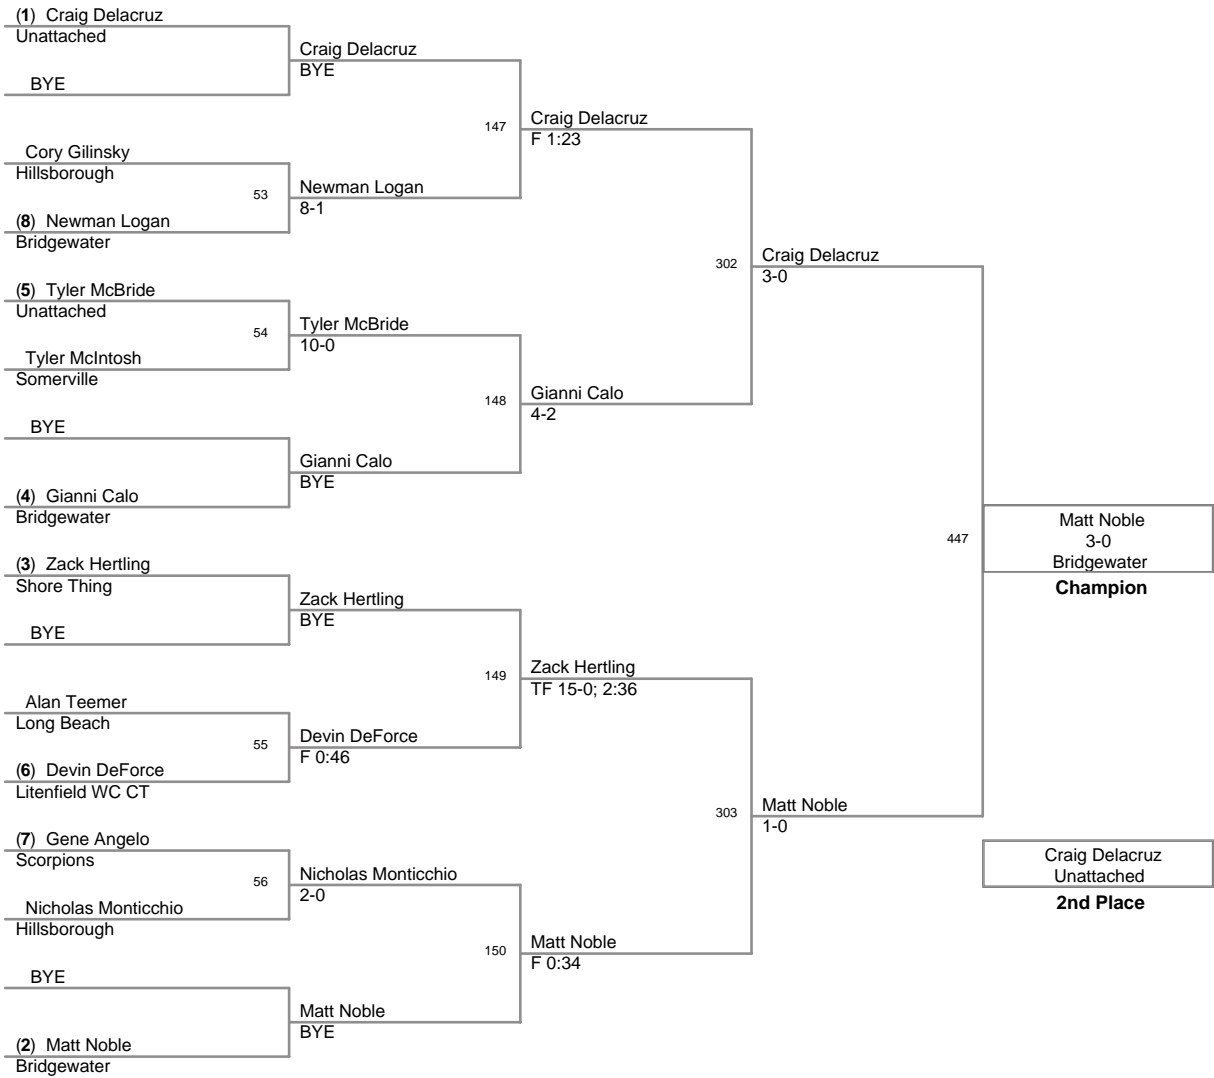 (1) Craig Delacruz
Unattached
BYE
Craig Delacruz
BYE
147
Craig Delacruz
F 1:23
Cory Gilinsky
Hillsborough
53
Newman Logan
8-1
(8) Newman Logan
Bridgewater
302
Craig Delacruz
3-0
(5) Tyler McBride
Unattached
54
Tyler McBride
10-0
Tyler McIntosh
Somerville
148
Gianni Calo
4-2
BYE
Gianni Calo
BYE
(4) Gianni Calo
Bridgewater
447
Matt Noble
3-0
Bridgewater
Champion
(3) Zack Hertling
Shore Thing
Zack Hertling
BYE
BYE
149
Zack Hertling
TF 15-0; 2:36
Alan Teemer
Long Beach
55
Devin DeForce
F 0:46
(6) Devin DeForce
Litenfield WC CT
303
Matt Noble
1-0
(7) Gene Angelo
Scorpions
56
Nicholas Monticchio
2-0
Nicholas Monticchio
Hillsborough
Craig Delacruz
Unattached
2nd Place
150
Matt Noble
F 0:34
BYE
Matt Noble
BYE
(2) Matt Noble
Bridgewater